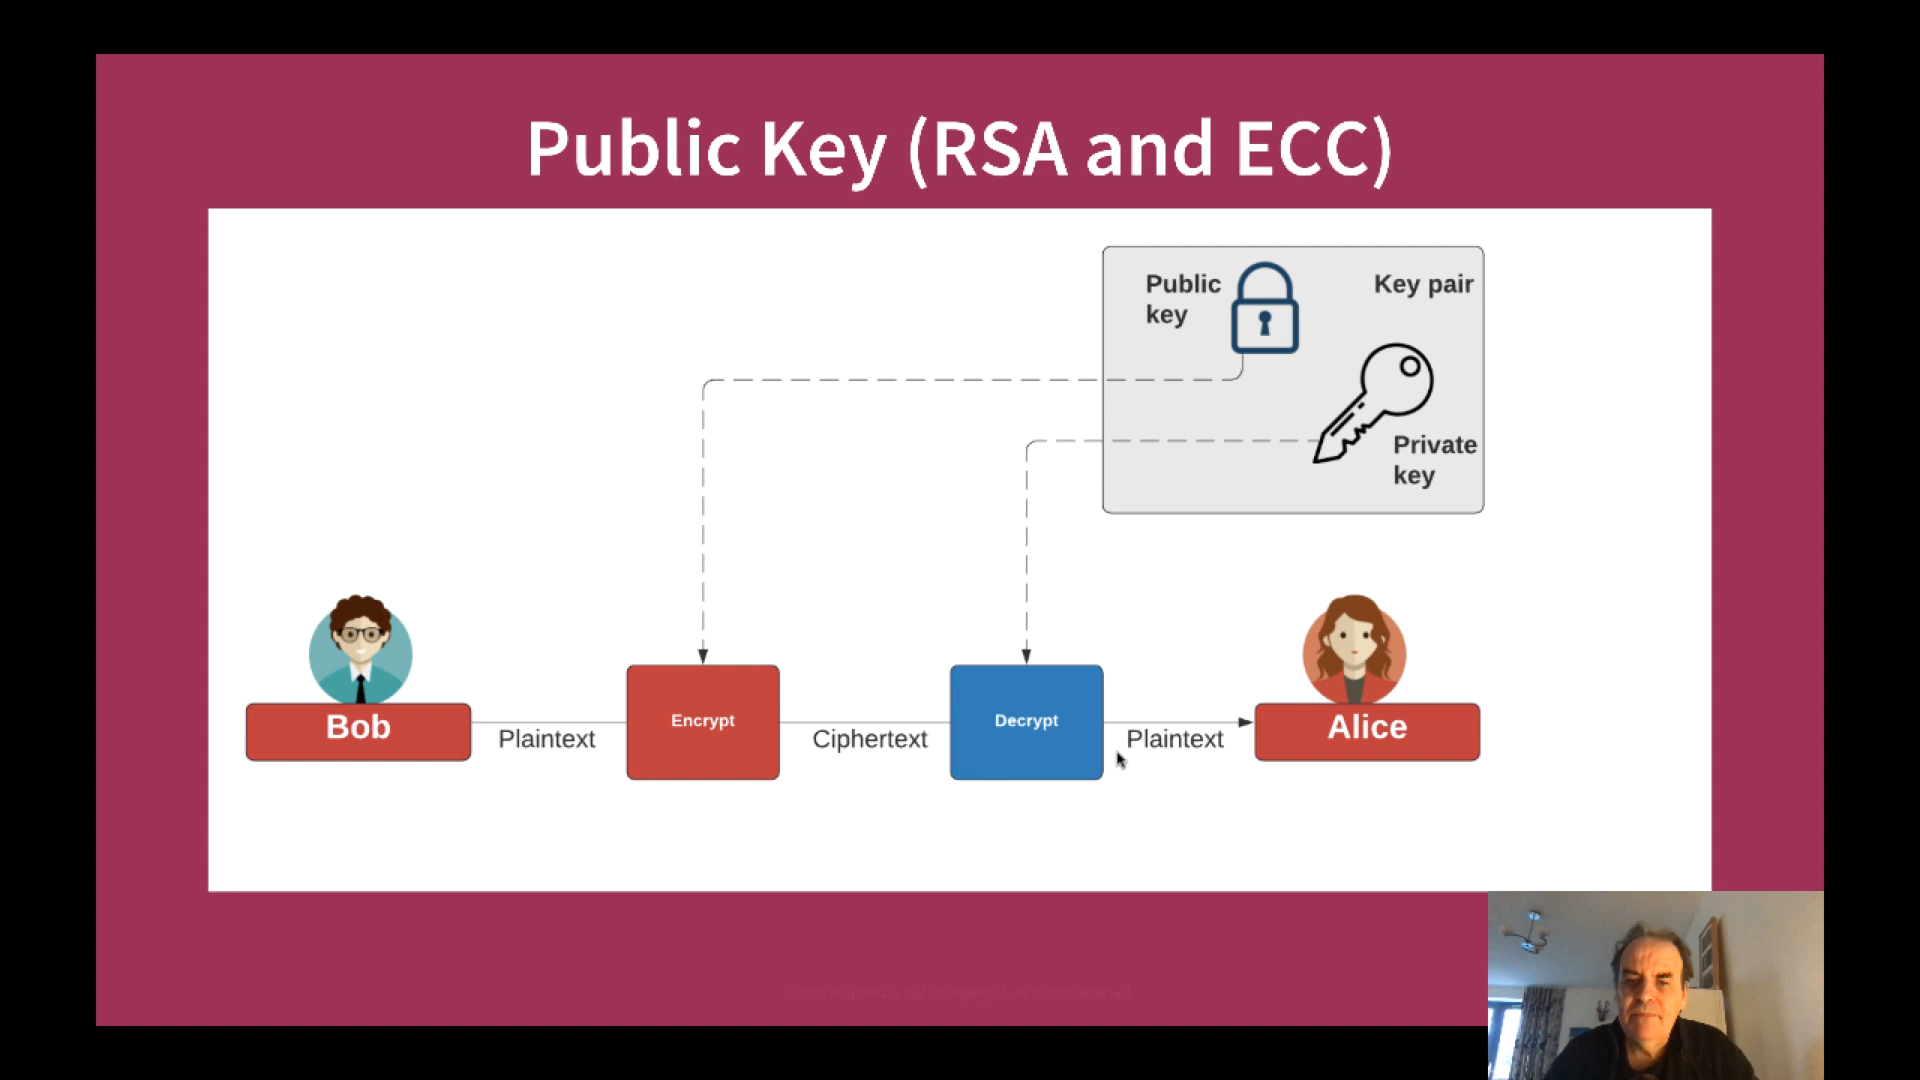 Public Key (RSA and ECC)
Public
key
Key pair
Private
key
Bob
Plaintext
Encrypt
Ciphertext
Decrypt
Plaintext
Alice